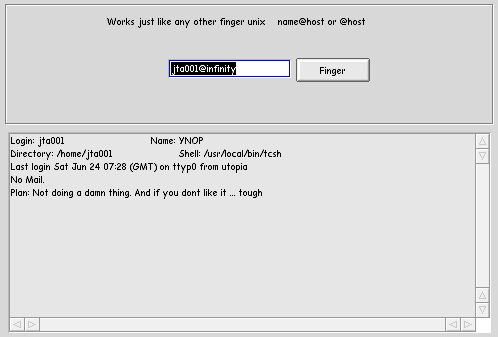 Works just like any other finger unix name@host or @host
jta001@infinity Finger
Login: jta001 Name: YNOP
Directory: /home/jta001 Shell: /usr/local/bin/tcsh
Last login Sat Jun 24 07:28 (GMT) on ttyp0 from utopia
No Mail.
Plan: Not doing a damn thing. And if you dont like it ... tough